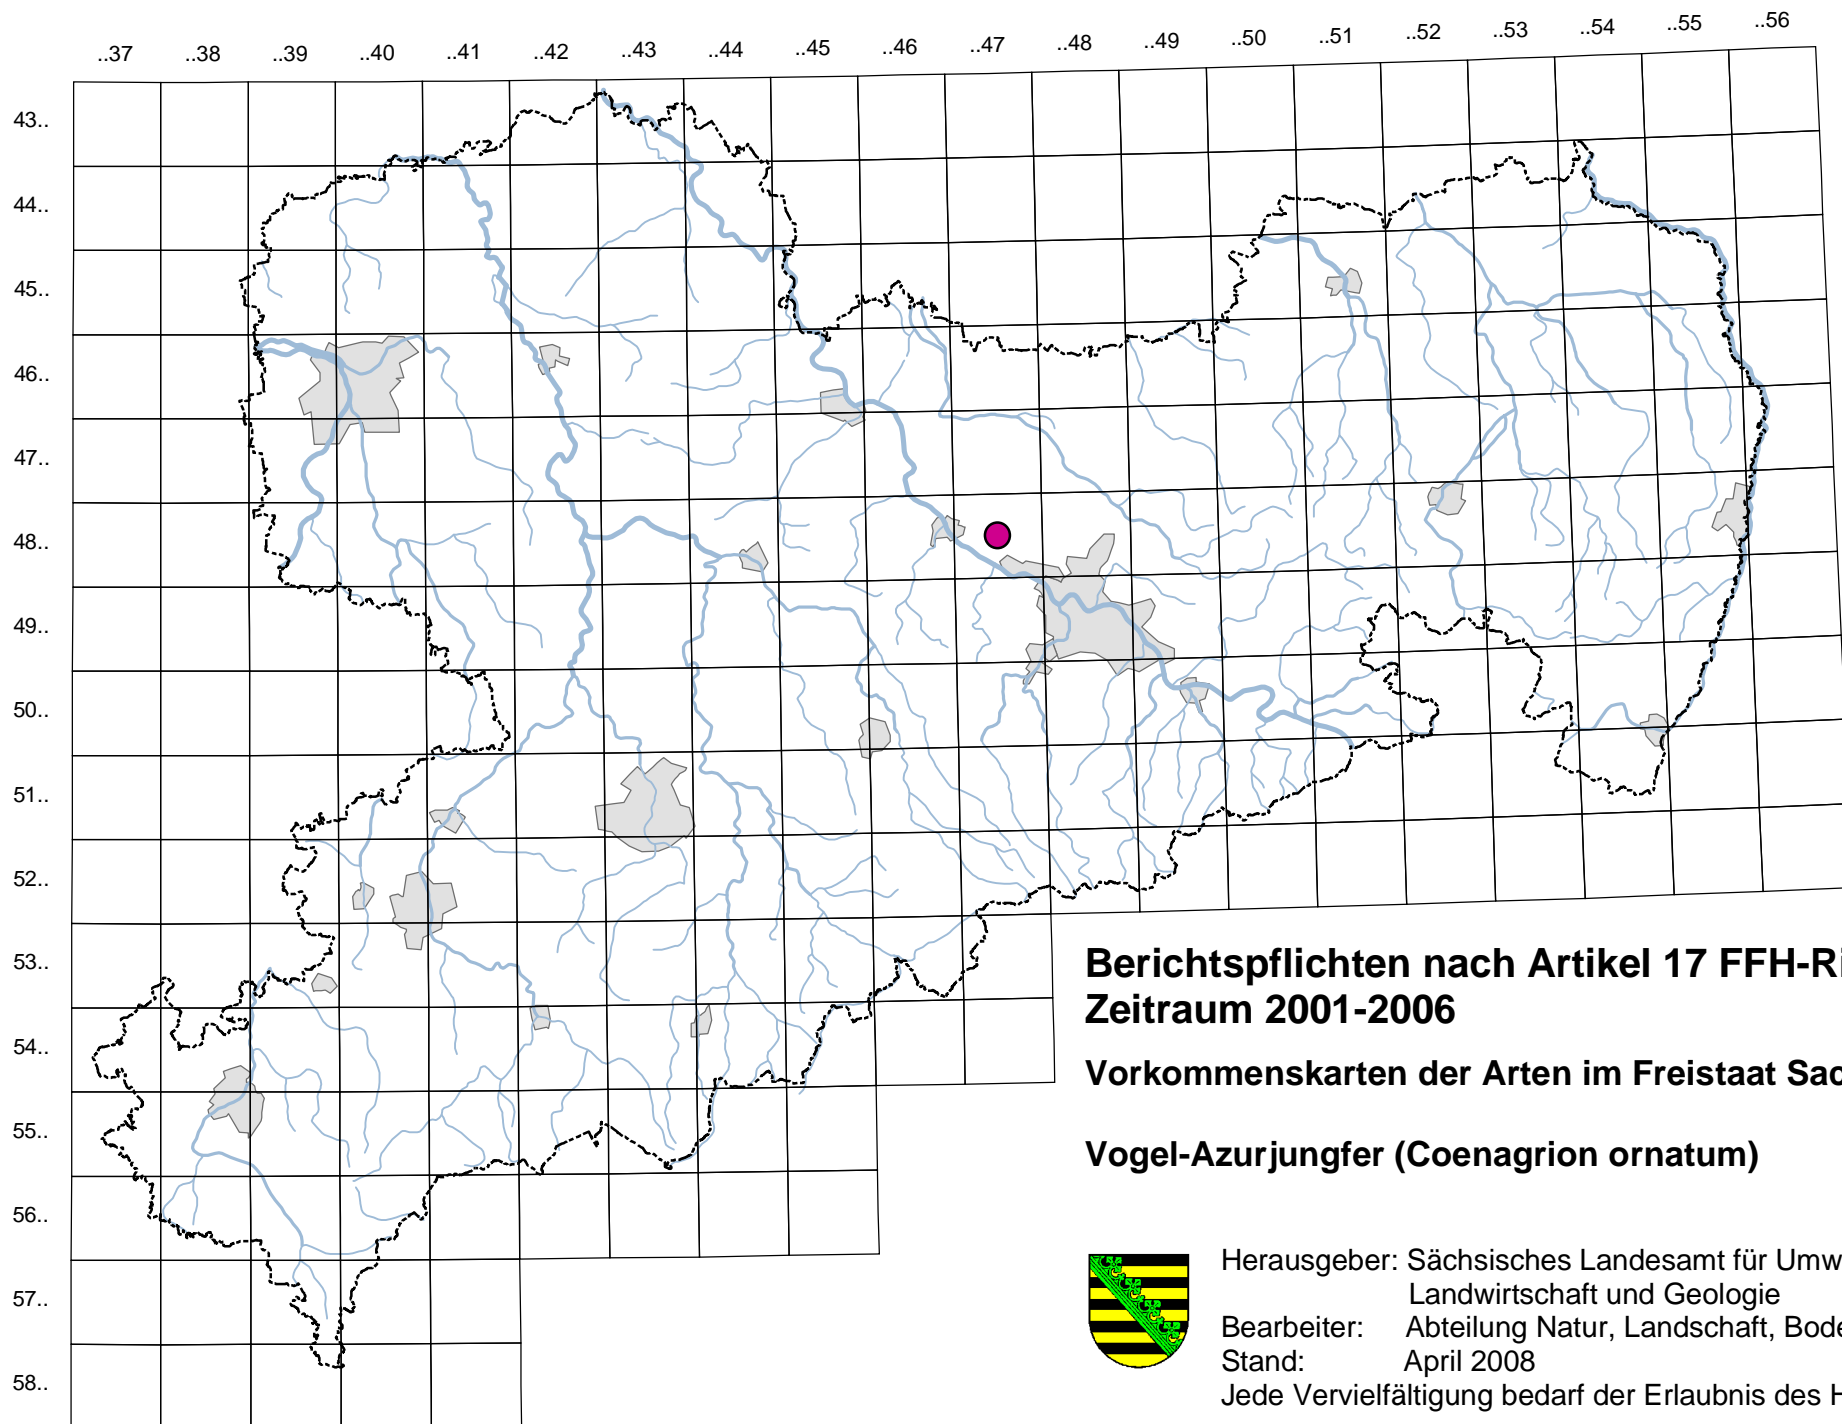 ..37 ..38 ..39 ..40 ..41 ..42 ..43 ..44 ..45 ..46 ..47 ..48 ..49 ..50 ..51 ..52 ..53 ..54 ..55 ..56
43..
44..
45..
46..
47..
48..
49..
50..
51..
52..
53..
54..
55..
56..
57..
58..
Berichtspflichten nach Artikel 17 FFH-Ri
Zeitraum 2001-2006
Vorkommenskarten der Arten im Freistaat Sac
Vogel-Azurjungfer (Coenagrion ornatum)
Herausgeber: Sächsisches Landesamt für Umw
Landwirtschaft und Geologie
Bearbeiter: Abteilung Natur, Landschaft, Bode
Stand: April 2008
Jede Vervielfältigung bedarf der Erlaubnis des H